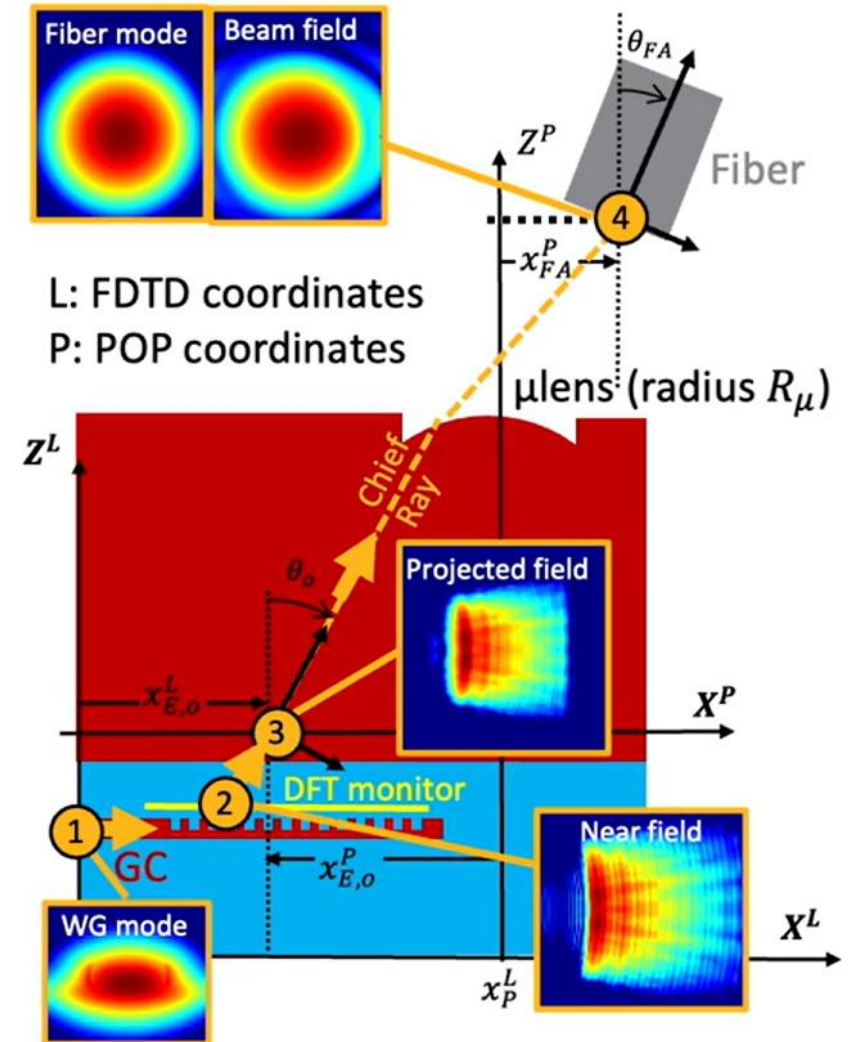 Fiber mode
Beam field
θ_FA
Z^P
Fiber
4
x^P_FA
L: FDTD coordinates
P: POP coordinates
μlens (radius R_μ)
Z^L
Chief
Ray
θ_o
Projected field
x^L_E,o
X^P
3
DFT monitor
2
1
Near field
GC
x^P_E,o
WG mode
X^L
x^L_P